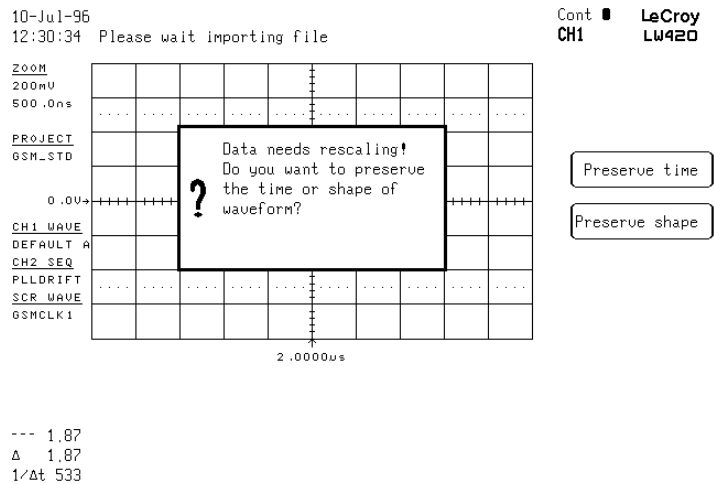 10-Jul-96
12:30:34 Please wait importing file
Cont
CH1
LeCroy
LW420
ZOOM
200mV
500.0ns
PROJECT
GSM_STD
0.0V
CH1 WAVE
DEFAULT A
CH2 SEQ
PLLDRIFT
SCR WAVE
GSMCLK1
Data needs rescaling!
Do you want to preserve
the time or shape of
waveform?
?
Preserve time
Preserve shape
2.0000µs
--- 1.87
Δ 1.87
1/Δt 533